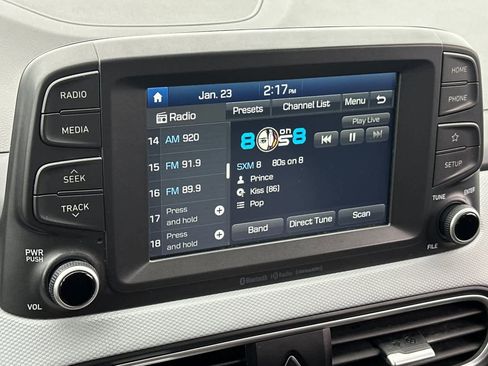 RADIO
MEDIA
SEEK
TRACK
PWR
PUSH
VOL
Jan. 23
2:17PM
Radio
Presets
Channel List
Menu
14 AM 920
15 FM 91.9
16 FM 89.9
17 Press and hold
18 Press and hold
80s on 8
Play Live
SXM 8 80s on 8
Prince
Kiss (86)
Pop
Band
Direct Tune
Scan
Bluetooth HD Radio
HOME
PHONE
SETUP
TUNE
ENTER
FILE